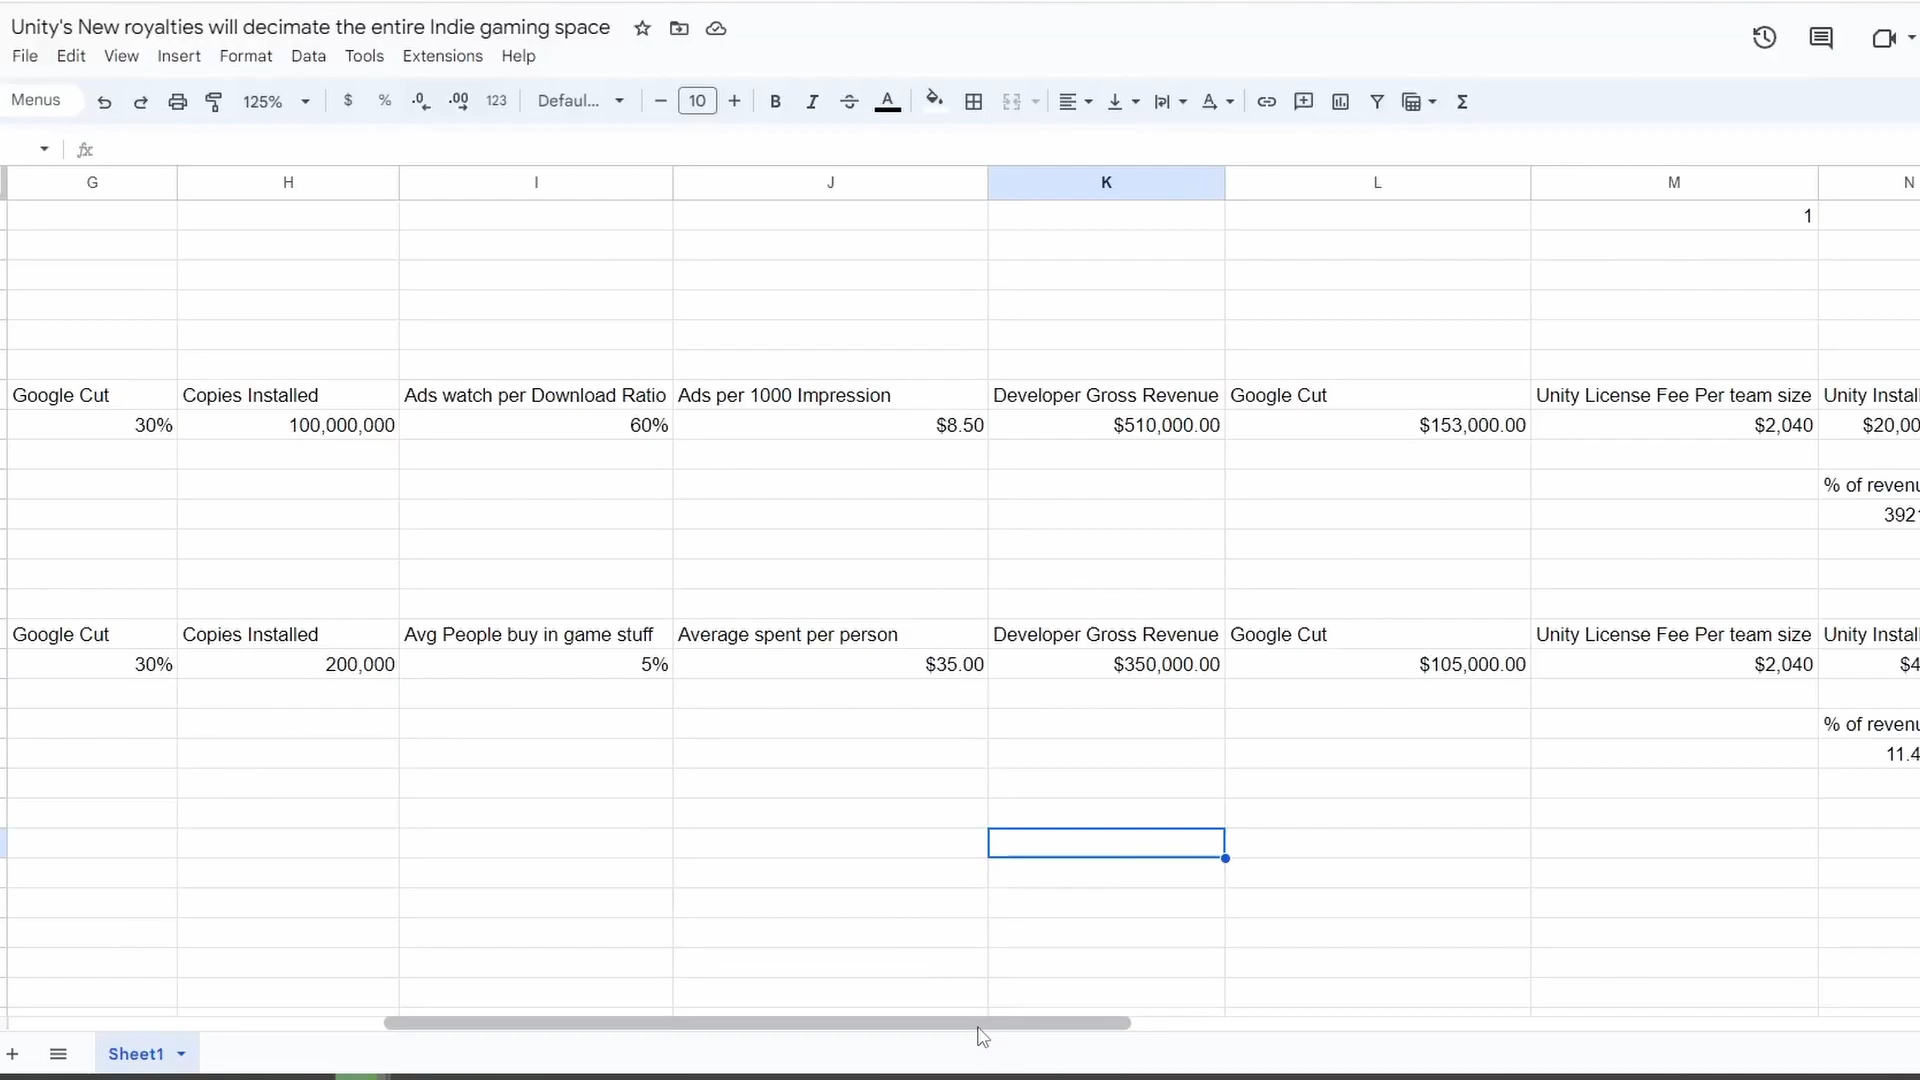 Unity's New royalties will decimate the entire Indie gaming space
File Edit View Insert Format Data Tools Extensions Help
Menus 125% $ % .0 .00 123 Defaul... 10 B I S A Σ
fx
G H I J K L M N
1
Google Cut Copies Installed Ads watch per Download Ratio Ads per 1000 Impression Developer Gross Revenue Google Cut Unity License Fee Per team size Unity Instal
30% 100,000,000 60% $8.50 $510,000.00 $153,000.00 $2,040 $20,00
% of revenu
392
Google Cut Copies Installed Avg People buy in game stuff Average spent per person Developer Gross Revenue Google Cut Unity License Fee Per team size Unity Instal
30% 200,000 5% $35.00 $350,000.00 $105,000.00 $2,040 $4
% of revenu
11.4
Sheet1